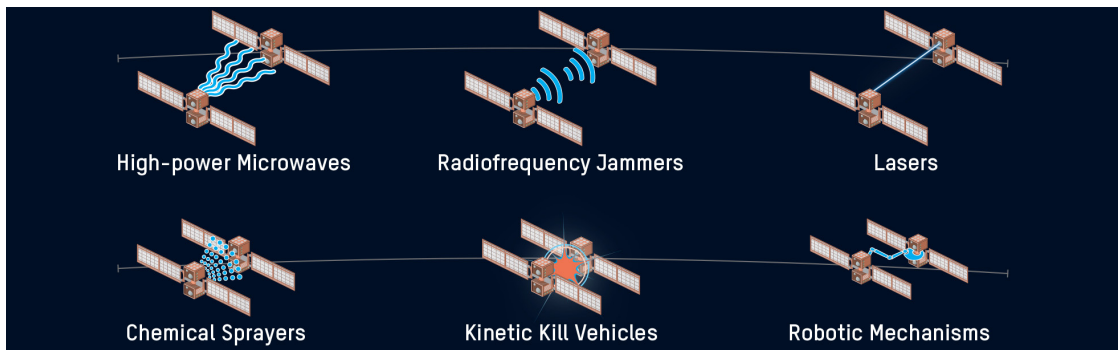 High-power Microwaves
Radiofrequency Jammers
Lasers
Chemical Sprayers
Kinetic Kill Vehicles
Robotic Mechanisms